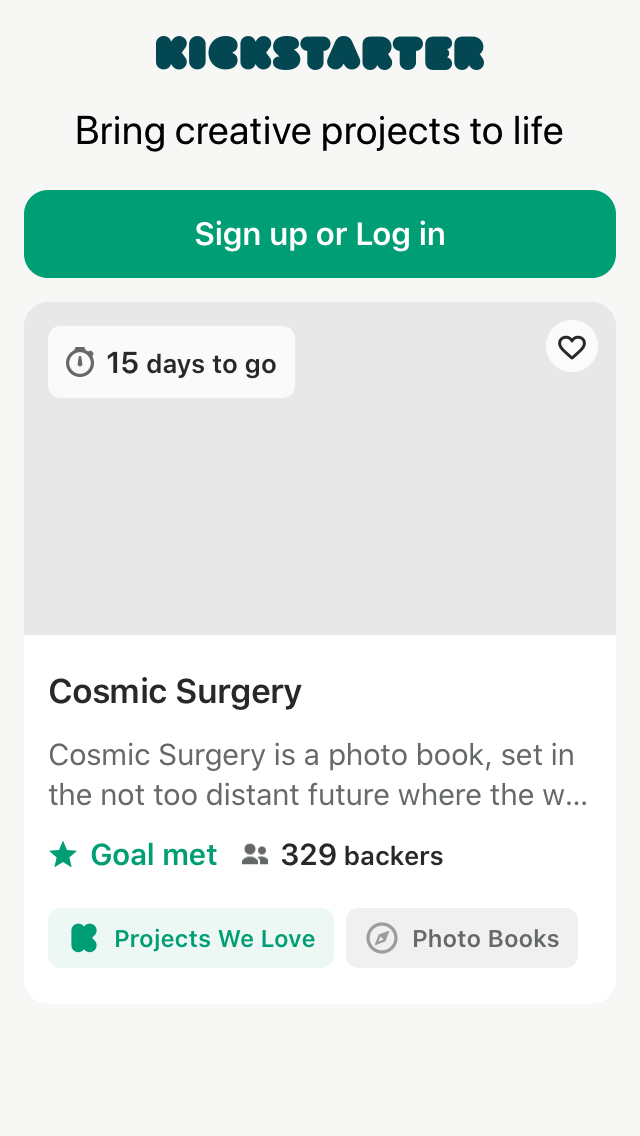 KICKSTARTER
Bring creative projects to life
Sign up or Log in
15 days to go
Cosmic Surgery
Cosmic Surgery is a photo book, set in
the not too distant future where the w...
Goal met
329 backers
Projects We Love
Photo Books